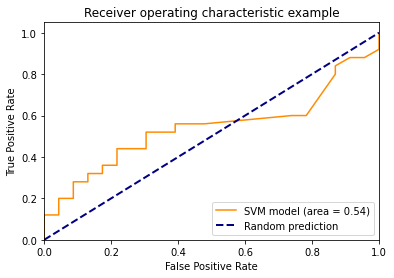 Receiver operating characteristic example
True Positive Rate
1.0
0.8
0.6
0.4
0.2
0.0
SVM model (area = 0.54)
Random prediction
0.0 0.2 0.4 0.6 0.8 1.0
False Positive Rate